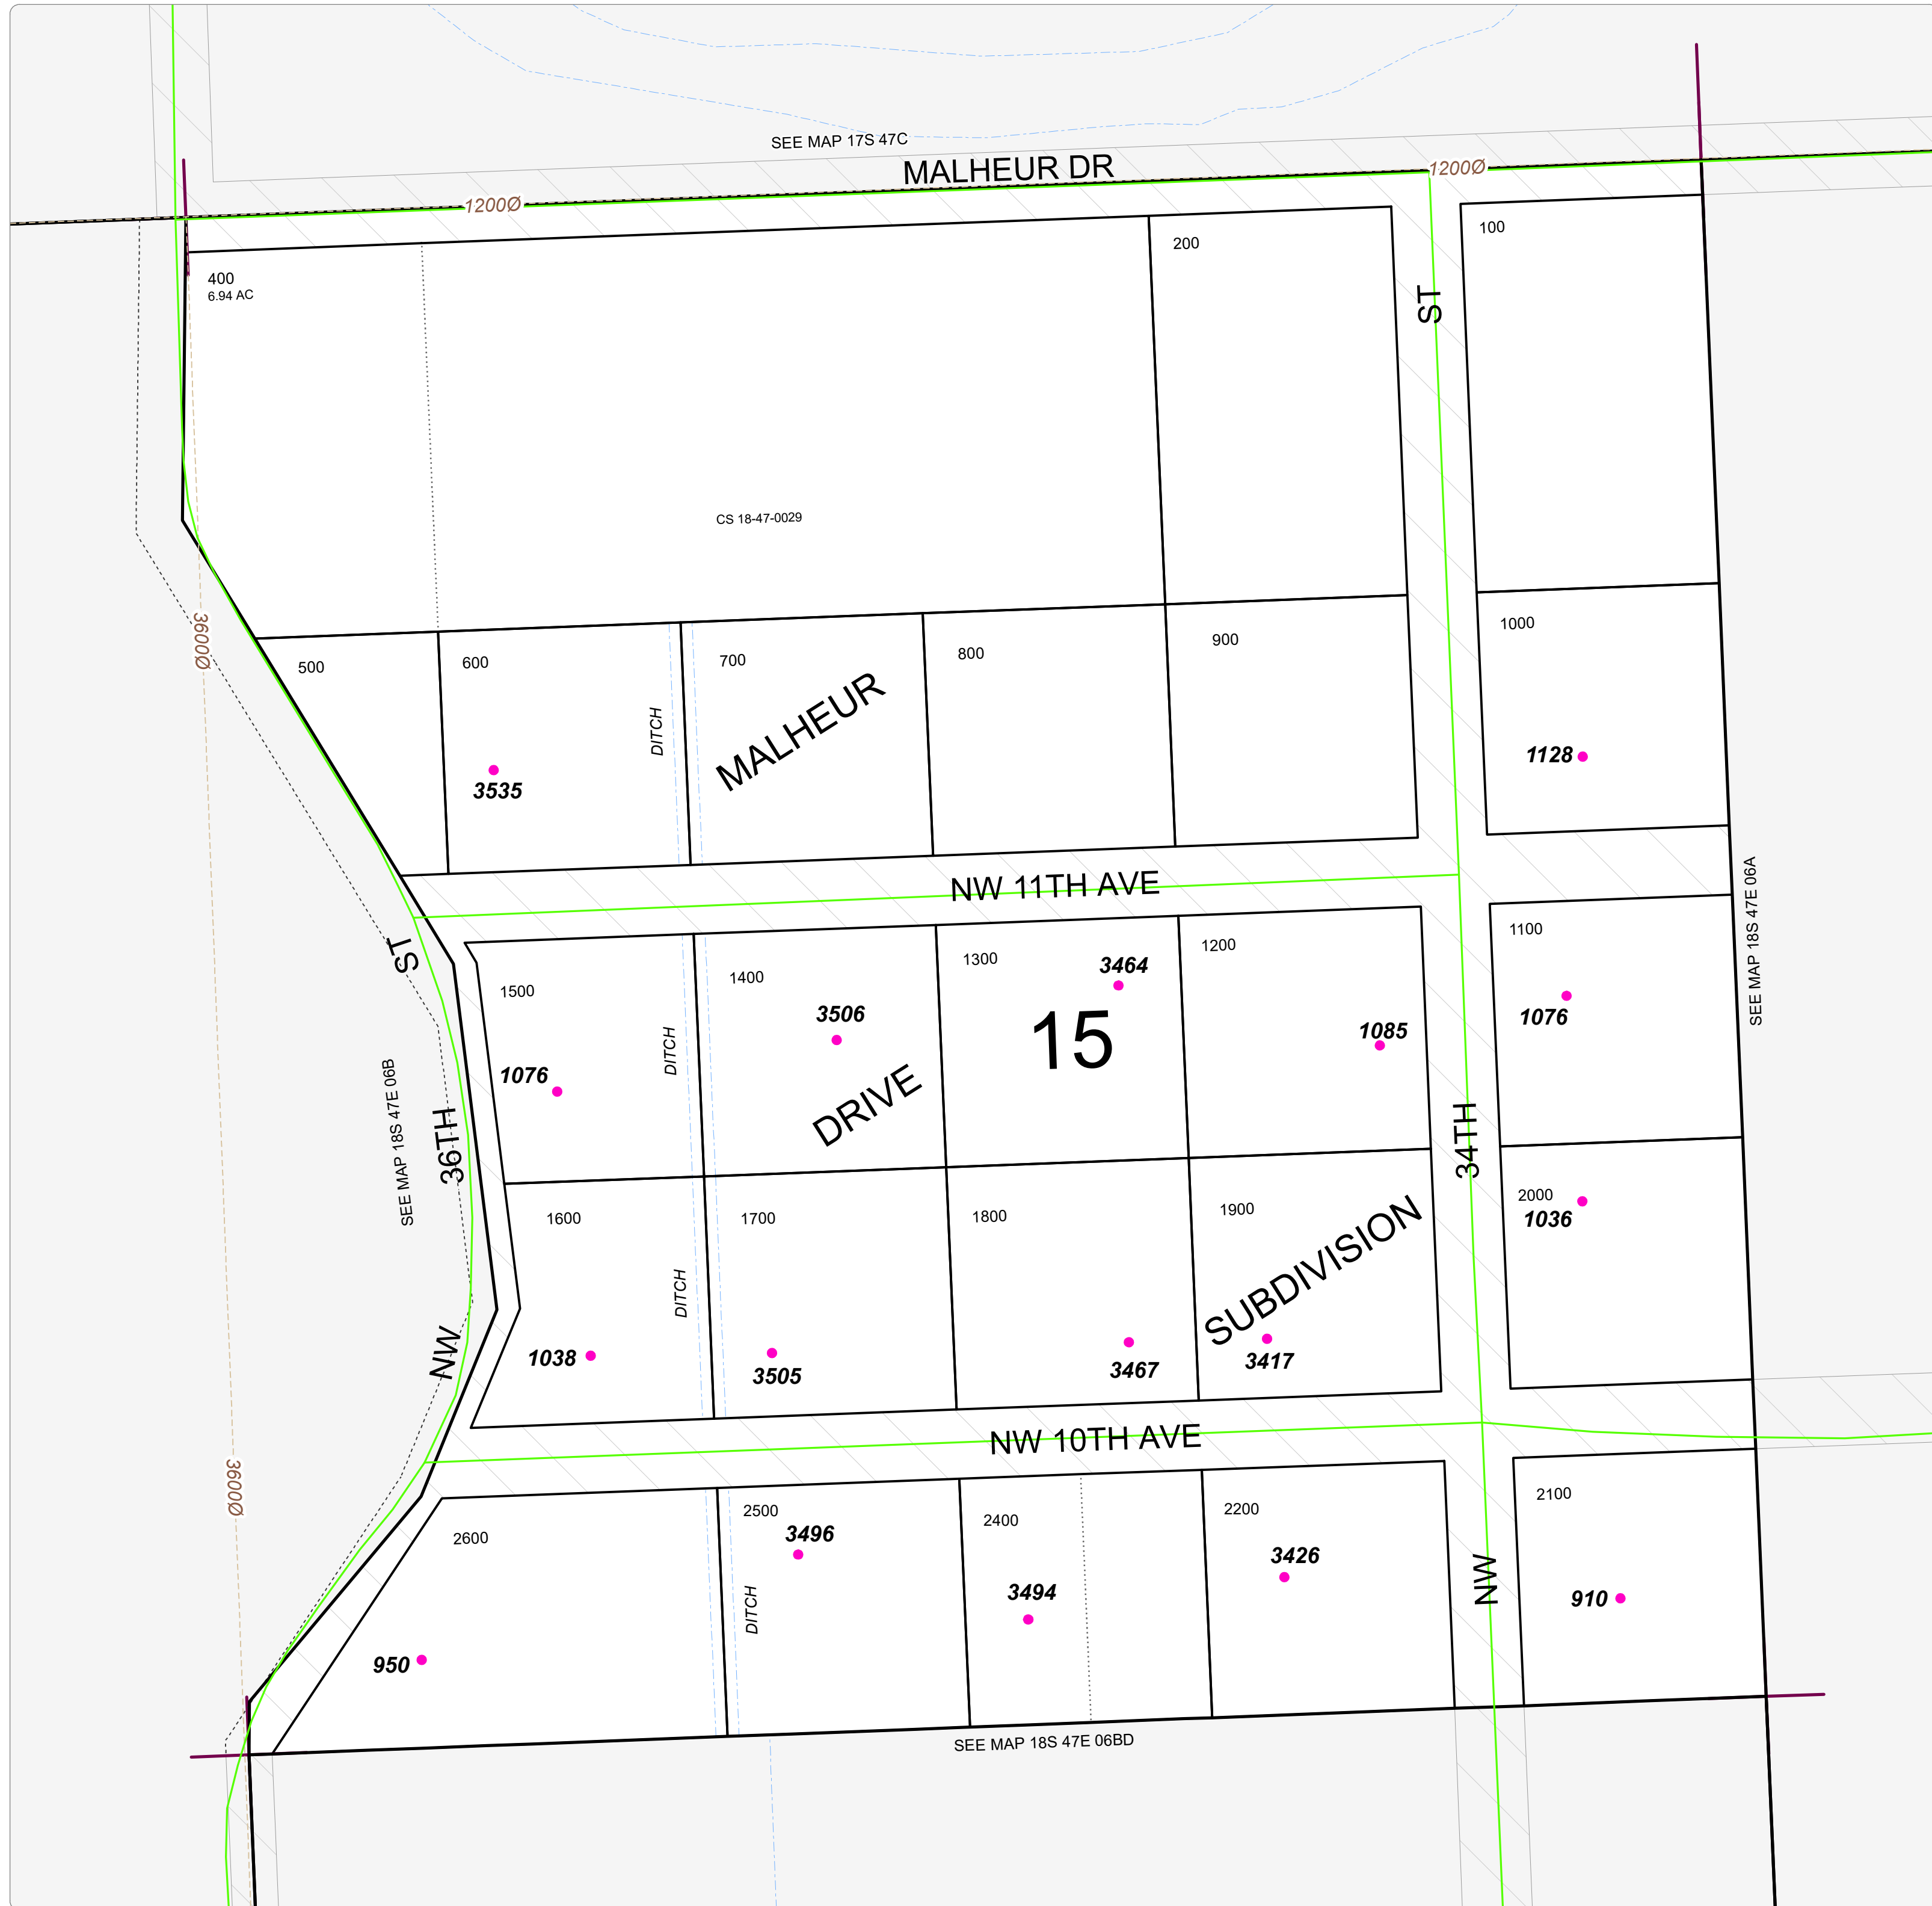 SEE MAP 17S 47C
MALHEUR DR
1200Ø
1200Ø
400
6.94 AC
200
100
ST
CS 18-47-0029
3600Ø
500
600
700
800
900
1000
DITCH
MALHEUR
3535
1128
SEE MAP 18S 47E 06A
NW 11TH AVE
ST
1500
1400
1300
1200
1100
3464
3506
15
1085
1076
1076
DITCH
DRIVE
SEE MAP 18S 47E 06B
36TH
34TH
1600
1700
1800
1900
2000
1036
SUBDIVISION
DITCH
NW
1038
3505
3467
3417
NW 10TH AVE
3600Ø
2600
2500
2400
2200
2100
3496
3494
3426
NW
910
DITCH
950
SEE MAP 18S 47E 06BD